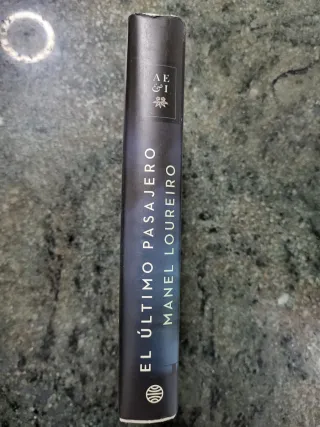 AE
&I
EL ÚLTIMO PASAJERO
MANEL LOUREIRO